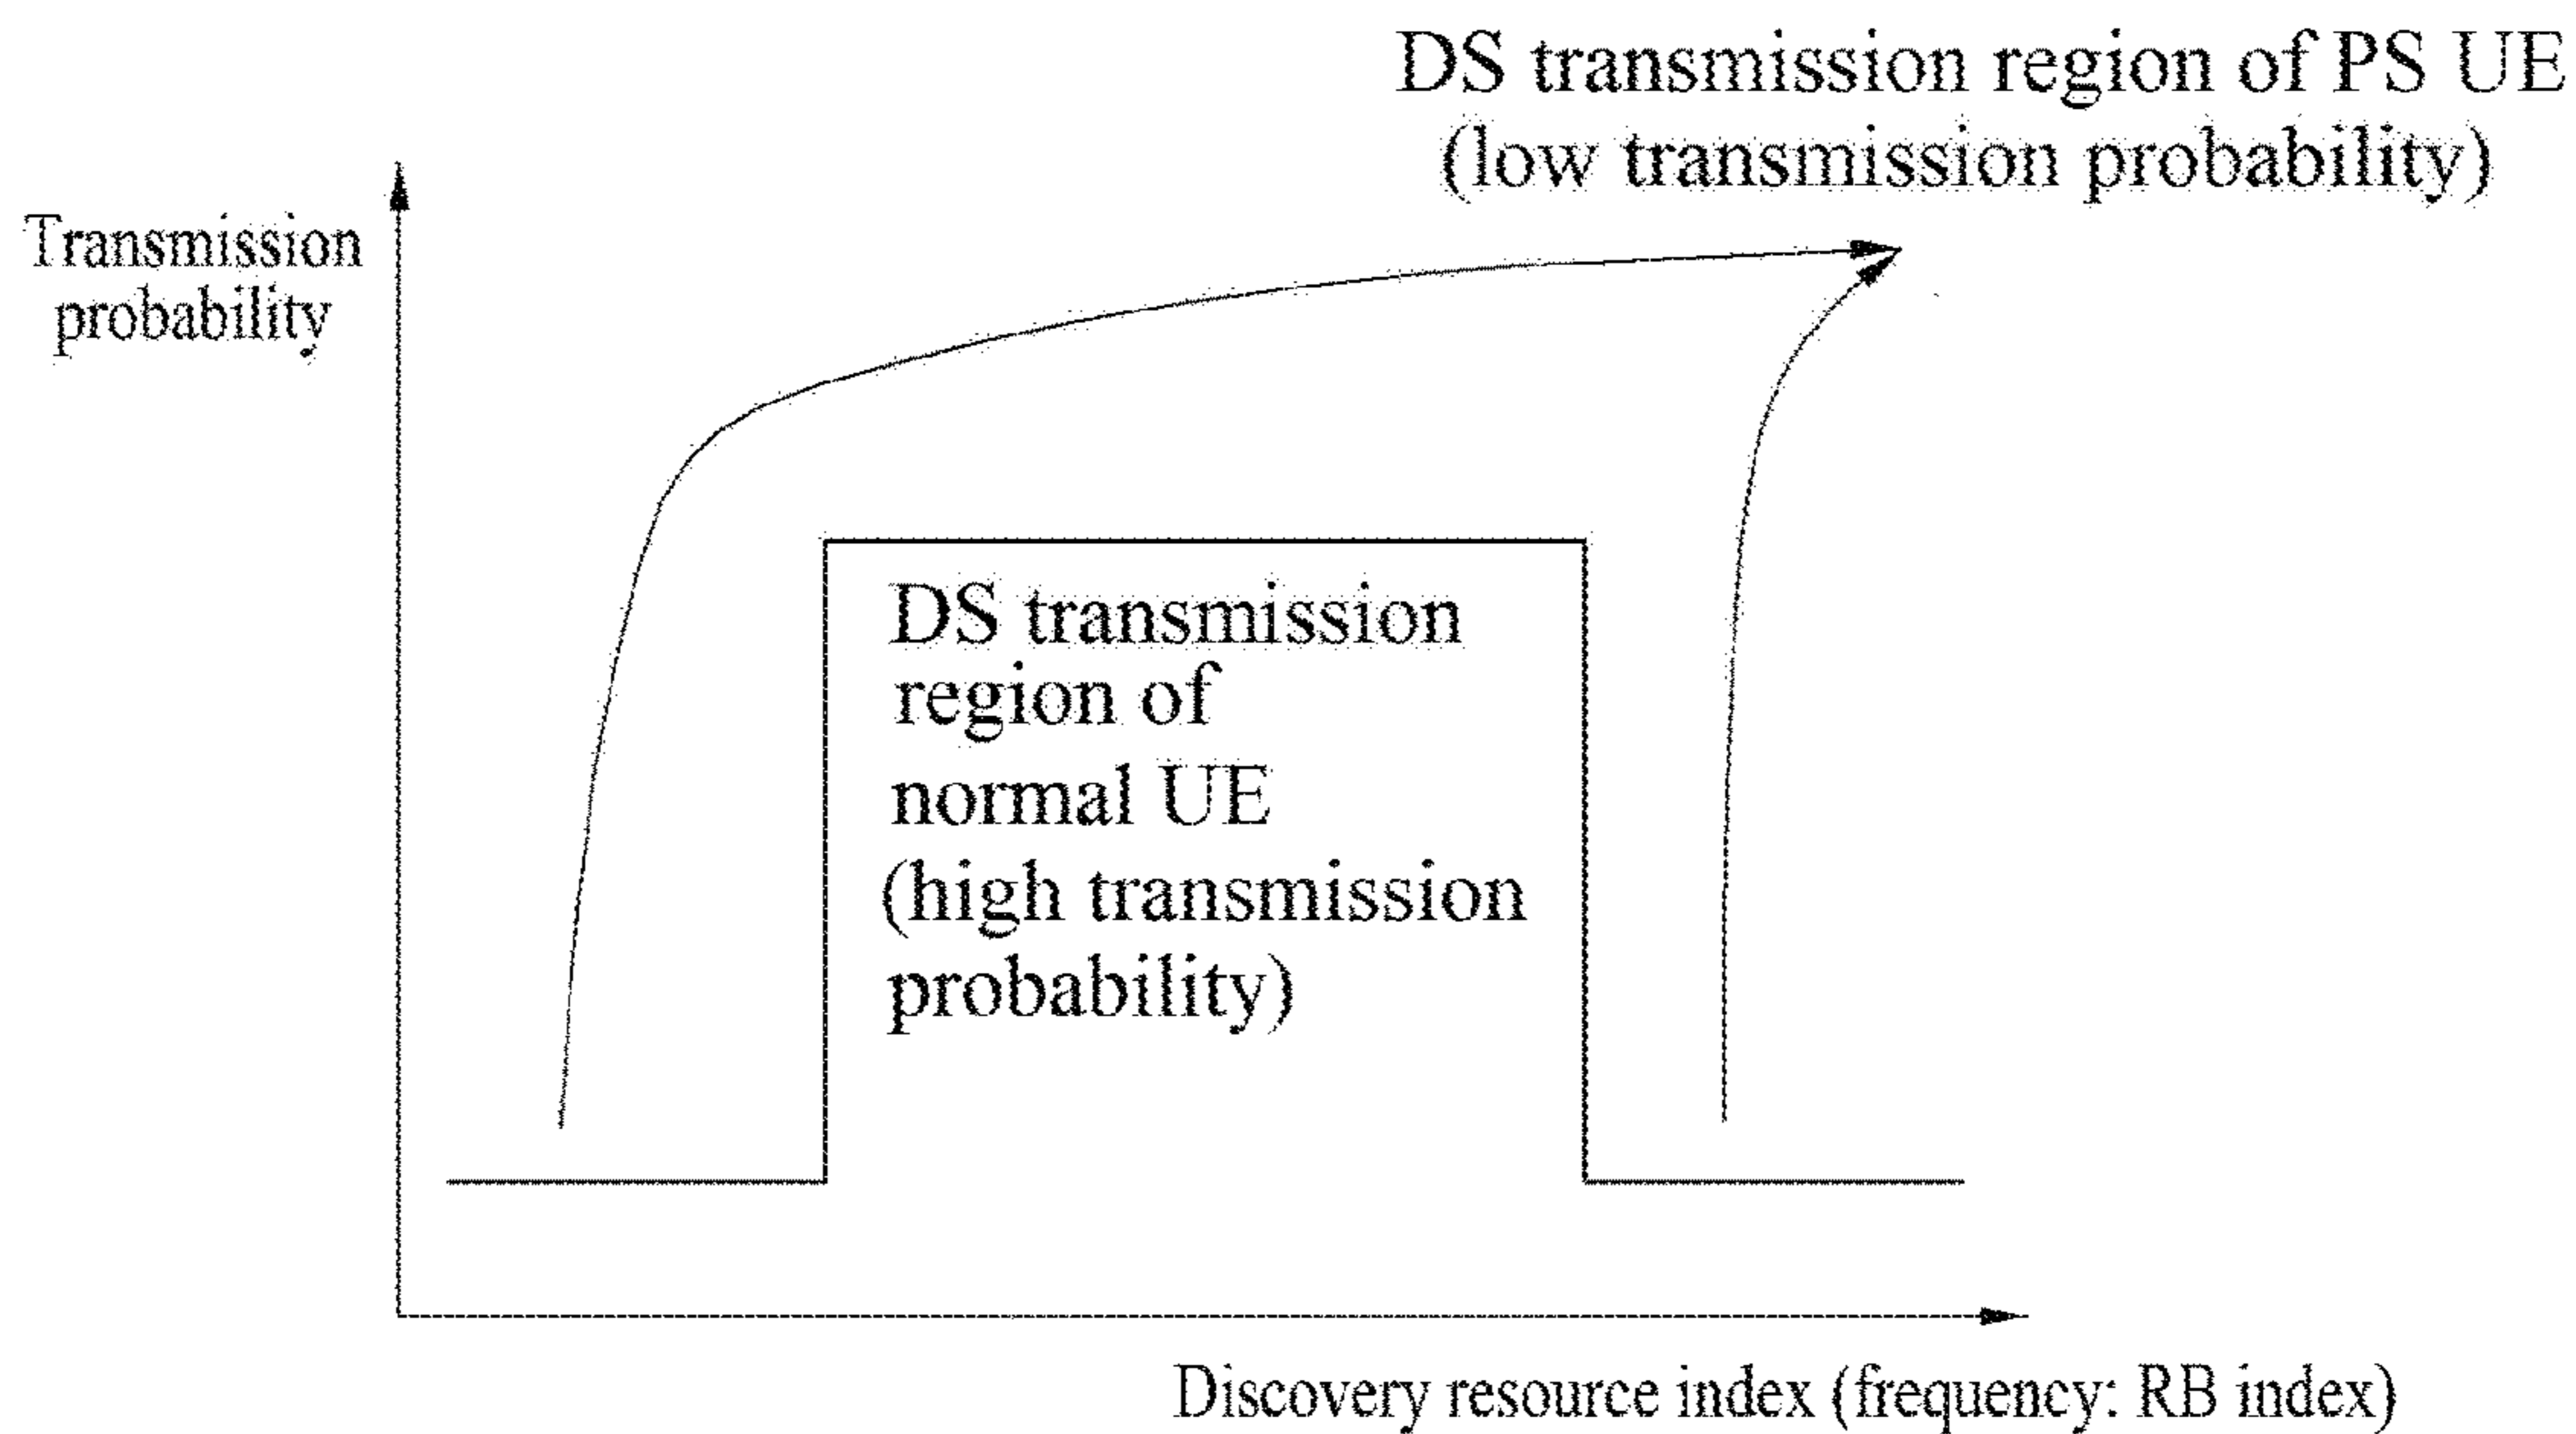 DS transmission region of PS UE
(low transmission probability)
Transmission
probability
DS transmission
region of
normal UE
(high transmission
probability)
Discovery resource index (frequency: RB index)